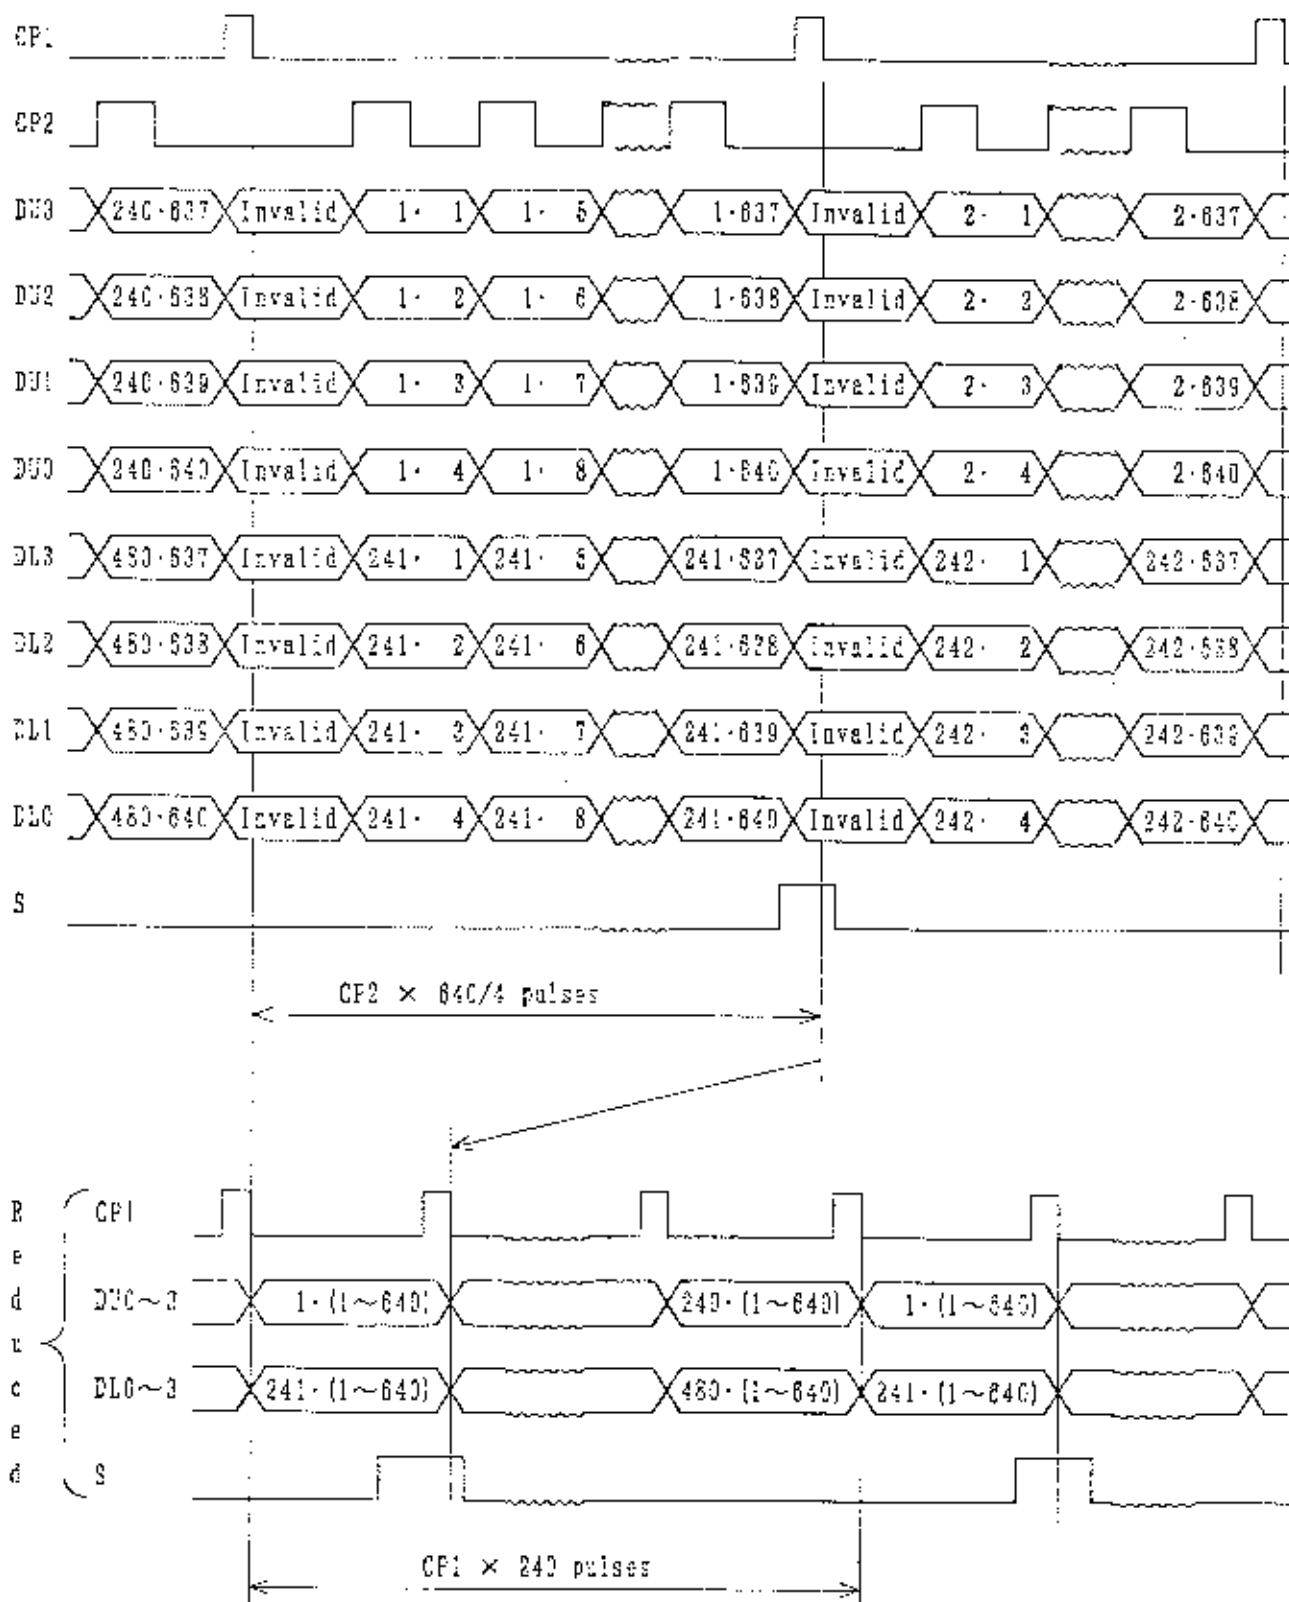 CP1
CP2
DU3 240·637 Invalid 1· 1 1· 5 1·637 Invalid 2· 1 2·637
DU2 240·638 Invalid 1· 2 1· 6 1·638 Invalid 2· 2 2·638
DU1 240·639 Invalid 1· 3 1· 7 1·639 Invalid 2· 3 2·639
DU0 240·640 Invalid 1· 4 1· 8 1·640 Invalid 2· 4 2·640
DL3 480·637 Invalid 241· 1 241· 5 241·637 Invalid 242· 1 242·637
DL2 480·638 Invalid 241· 2 241· 6 241·638 Invalid 242· 2 242·638
DL1 480·639 Invalid 241· 3 241· 7 241·639 Invalid 242· 3 242·639
DL0 480·640 Invalid 241· 4 241· 8 241·640 Invalid 242· 4 242·640
S
CP2 × 640/4 pulses
Reduced
CP1
DU0～3 1·(1～640) 240·(1～640) 1·(1～640)
DL0～3 241·(1～640) 480·(1～640) 241·(1～640)
S
CP1 × 240 pulses